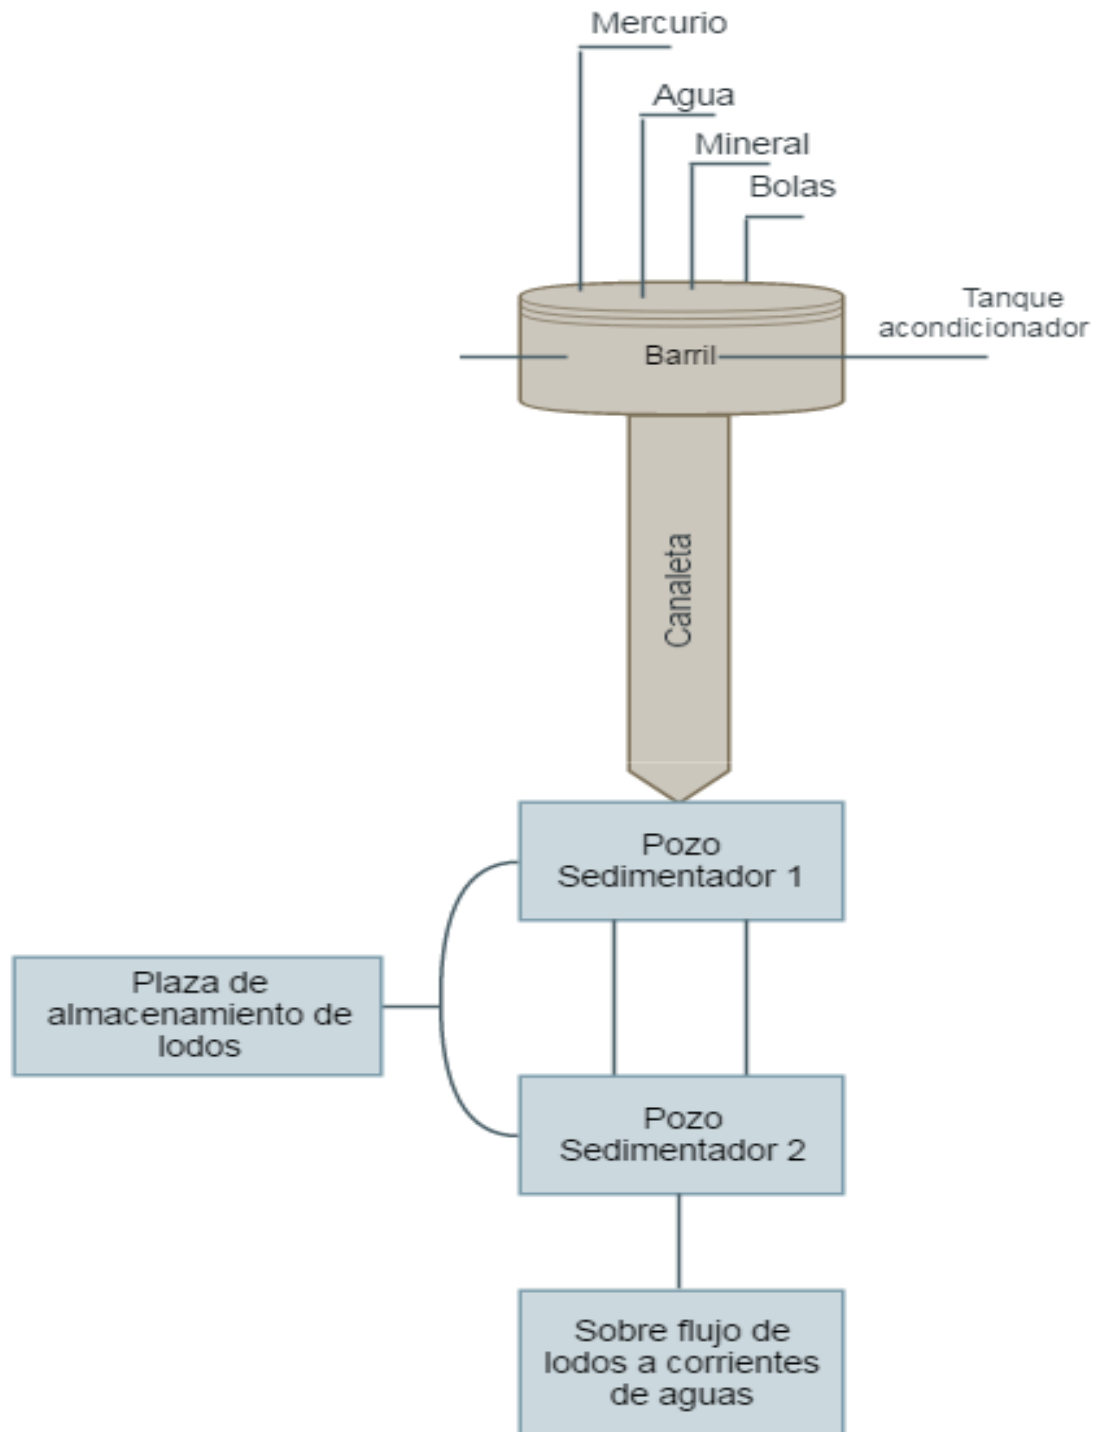 Mercurio
Agua
Mineral
Bolas
Tanque
acondicionador
Barril
Canaleta
Pozo
Sedimentador 1
Plaza de
almacenamiento de
lodos
Pozo
Sedimentador 2
Sobre flujo de
lodos a corrientes
de aguas